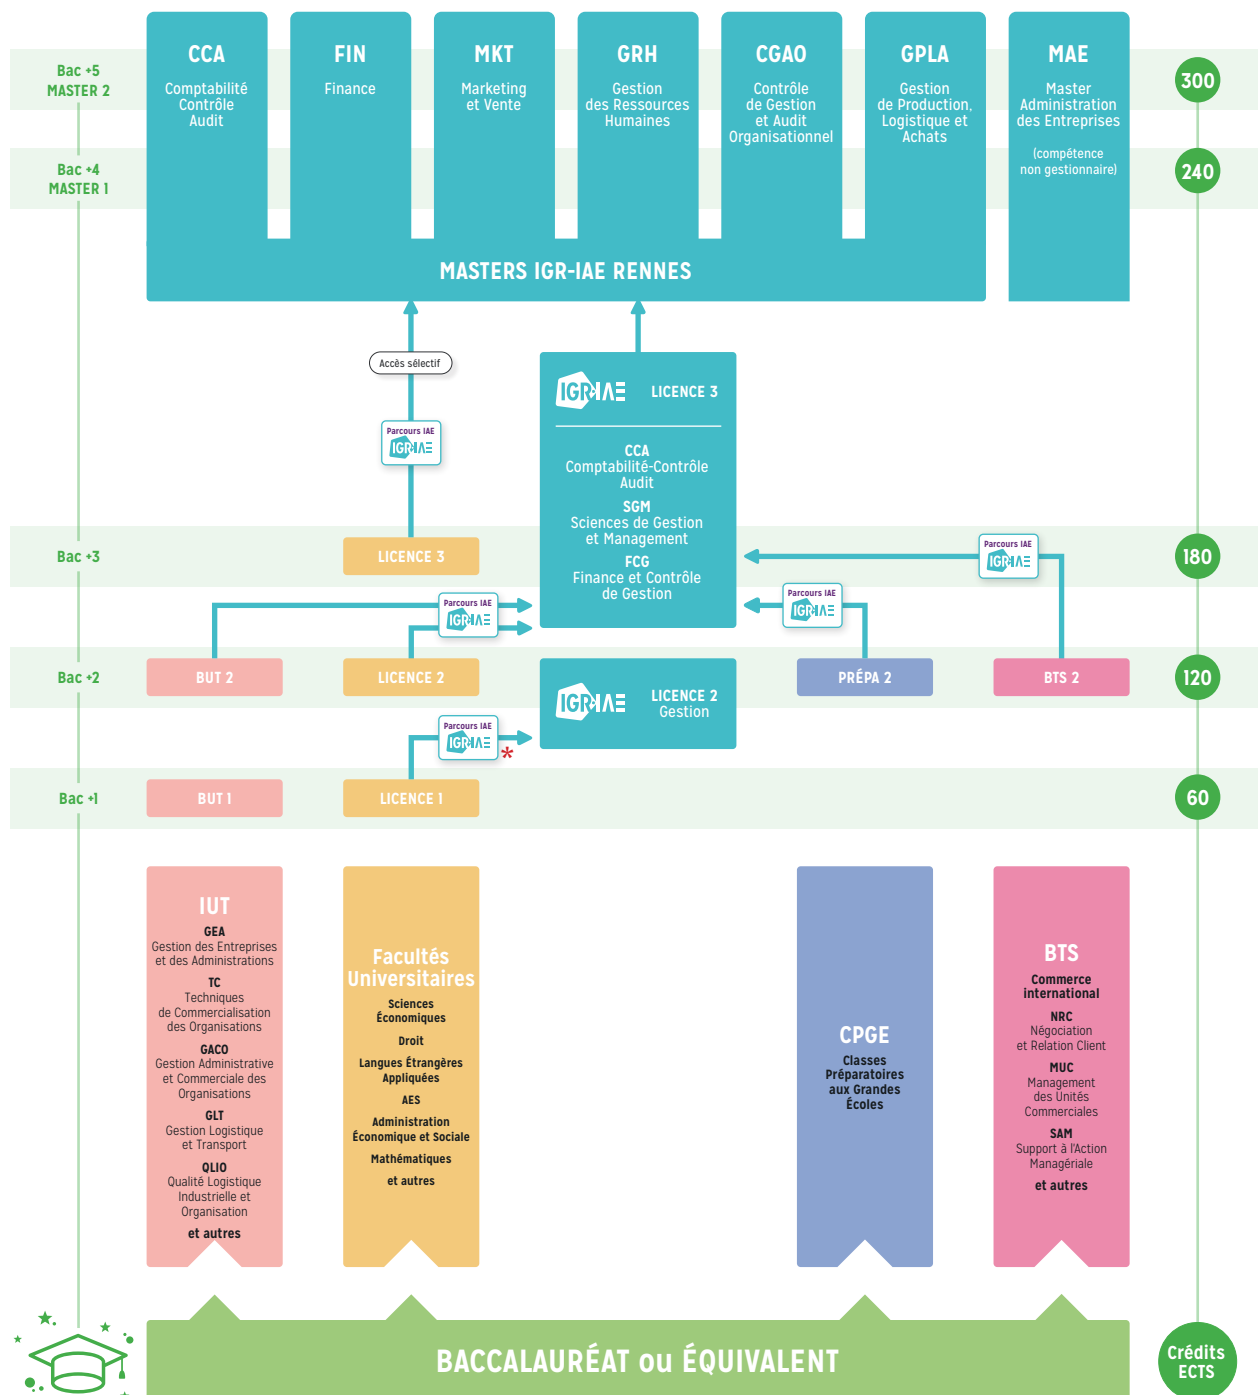 CCA
Comptabilité
Contrôle
Audit
FIN
Finance
MKT
Marketing
et Vente
GRH
Gestion
des Ressources
Humaines
CGAO
Contrôle
de Gestion
et Audit
Organisationnel
GPLA
Gestion
de Production,
Logistique et
Achats
MAE
Master
Administration
des Entreprises
(compétence
non gestionnaire)
Bac +5
MASTER 2
300
Bac +4
MASTER 1
240
MASTERS IGR-IAE RENNES
Accès sélectif
Parcours IAE
IGR-IAE
IGR-IAE
LICENCE 3
CCA
Comptabilité-Contrôle
Audit
SGM
Sciences de Gestion
et Management
FCG
Finance et Contrôle
de Gestion
Bac +3
LICENCE 3
Parcours IAE
IGR-IAE
180
Parcours IAE
IGR-IAE
Parcours IAE
IGR-IAE
Bac +2
BUT 2
LICENCE 2
IGR-IAE
LICENCE 2
Gestion
PRÉPA 2
BTS 2
120
Parcours IAE
IGR-IAE
*
Bac +1
BUT 1
LICENCE 1
60
IUT
GEA
Gestion des Entreprises
et des Administrations
TC
Techniques
de Commercialisation
des Organisations
GACO
Gestion Administrative
et Commerciale des
Organisations
GLT
Gestion Logistique
et Transport
QLIO
Qualité Logistique
Industrielle et
Organisation
et autres
Facultés
Universitaires
Sciences
Économiques
Droit
Langues Étrangères
Appliquées
AES
Administration
Économique et Sociale
Mathématiques
et autres
CPGE
Classes
Préparatoires
aux Grandes
Écoles
BTS
Commerce
international
NRC
Négociation
et Relation Client
MUC
Management
des Unités
Commerciales
SAM
Support à l'Action
Managériale
et autres
BACCALAURÉAT ou ÉQUIVALENT
Crédits
ECTS